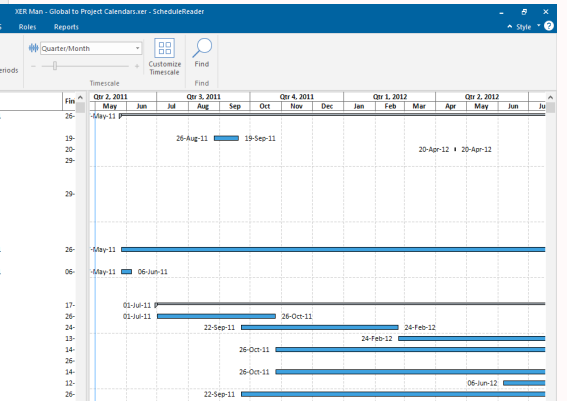 XER Man - Global to Project Calendars.xer - ScheduleReader
Roles Reports Style
Quarter/Month
Customize Timescale
Find
Timescale Find
Qtr 2, 2011 Qtr 3, 2011 Qtr 4, 2011 Qtr 1, 2012 Qtr 2, 2012
Fin May Jun Jul Aug Sep Oct Nov Dec Jan Feb Mar Apr May Jun
26- -May-11
19- 26-Aug-11 19-Sep-11
20- 20-Apr-12 20-Apr-12
29-
29-
26- -May-11
06- -May-11 06-Jun-11
17- 01-Jul-11
26- 01-Jul-11 26-Oct-11
24- 22-Sep-11 24-Feb-12
13- 24-Feb-12
14- 26-Oct-11
26-
14- 26-Oct-11
12- 06-Jun-12
26- 22-Sep-11